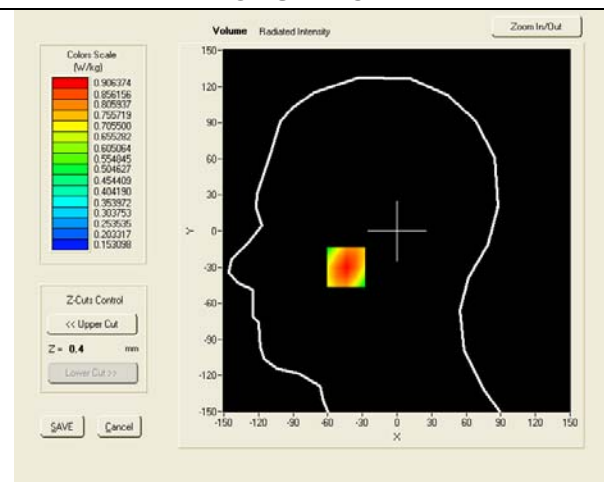 Volume Radiated Intensity
Zoom In/Out
Colors Scale
(W/kg)
0.906374
0.856156
0.805937
0.755719
0.705500
0.655282
0.605064
0.554845
0.504627
0.454409
0.404190
0.353972
0.303753
0.253535
0.203317
0.153098
Z-Cuts Control
<< Upper Cut
Z = 0.4 mm
Lower Cut >>
SAVE Cancel
150
120
90
60
30
Y 0
-30
-60
-90
-120
-150
-150 -120 -90 -60 -30 0 30 60 90 120 150
X